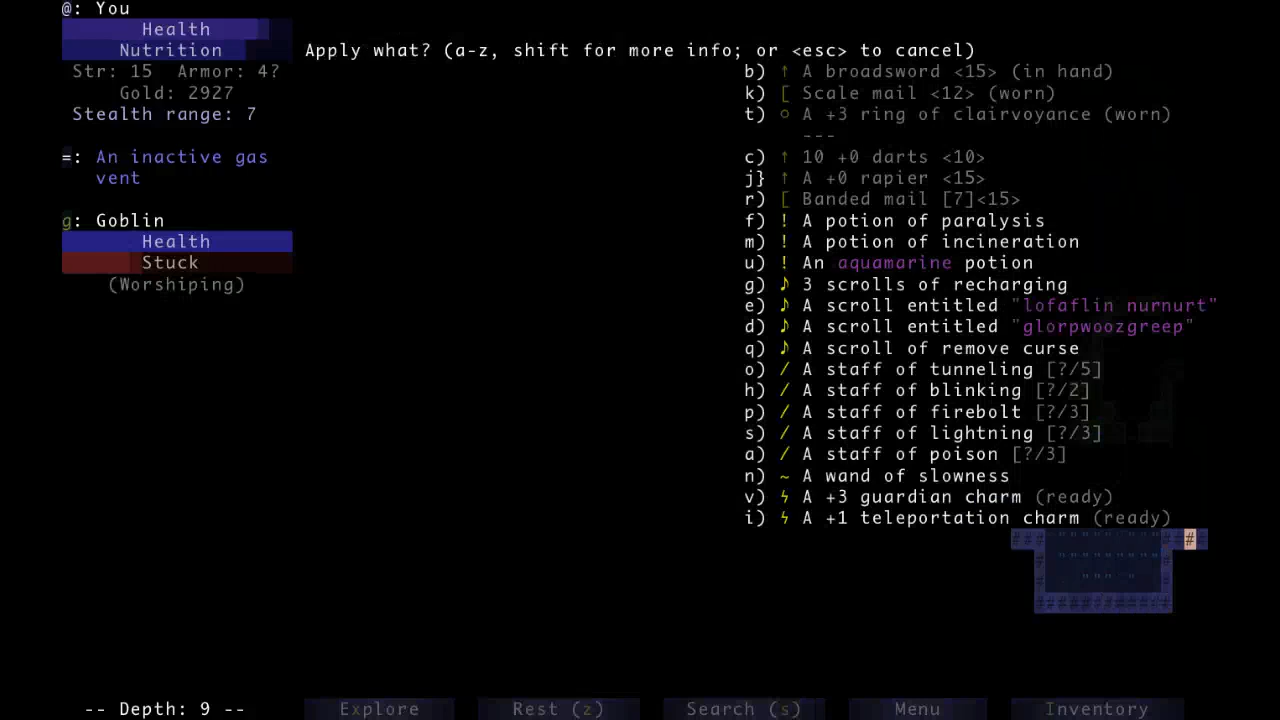 @: You
Health
Nutrition
Str: 15 Armor: 4?
Gold: 2927
Stealth range: 7
=: An inactive gas
vent
g: Goblin
Health
Stuck
(Worshiping)
Apply what? (a-z, shift for more info; or <esc> to cancel)
b) ↑ A broadsword <15> (in hand)
k) [ Scale mail <12> (worn)
t) ○ A +3 ring of clairvoyance (worn)
---
c) ↑ 10 +0 darts <10>
j} ↑ A +0 rapier <15>
r) [ Banded mail [7]<15>
f) ! A potion of paralysis
m) ! A potion of incineration
u) ! An aquamarine potion
g) ♪ 3 scrolls of recharging
e) ♪ A scroll entitled "lofaflin nurnurt"
d) ♪ A scroll entitled "glorpwoozgreep"
q) ♪ A scroll of remove curse
o) / A staff of tunneling [?/5]
h) / A staff of blinking [?/2]
p) / A staff of firebolt [?/3]
s) / A staff of lightning [?/3]
a) / A staff of poison [?/3]
n) ~ A wand of slowness
v) ϟ A +3 guardian charm (ready)
i) ϟ A +1 teleportation charm (ready)
-- Depth: 9 --
Explore
Rest (z)
Search (s)
Menu
Inventory